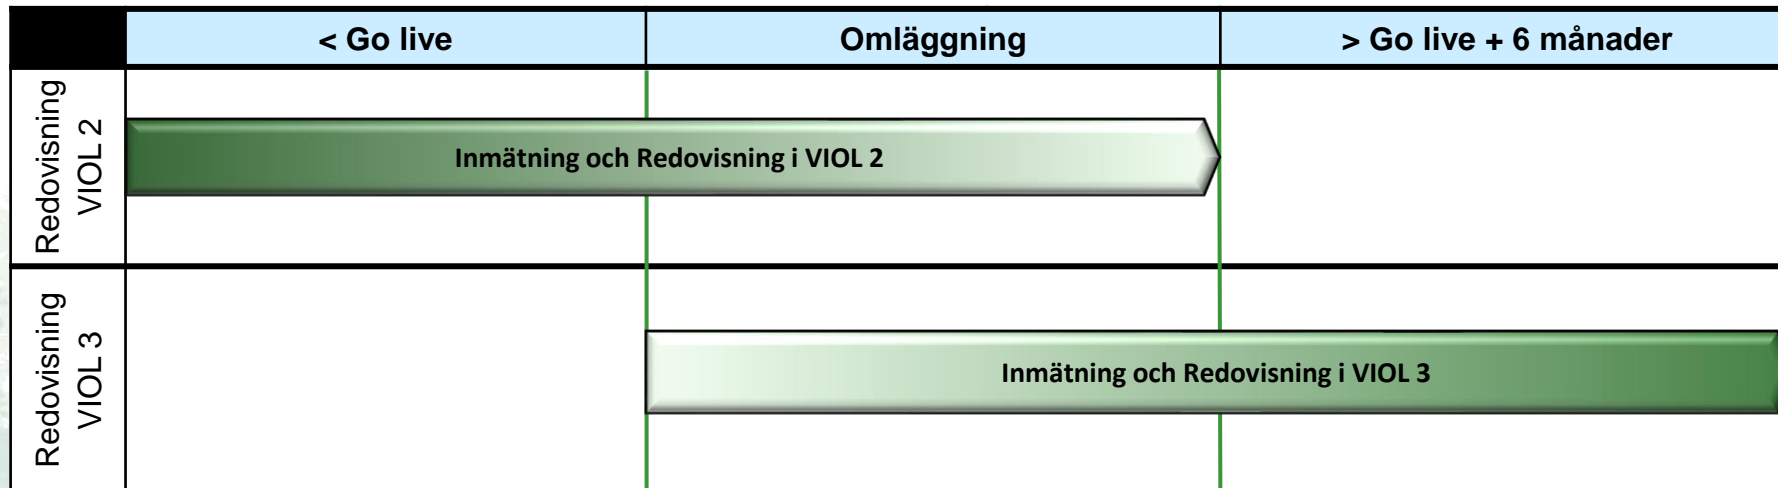 < Go live
Omläggning
> Go live + 6 månader
Redovisning
VIOL 2
Inmätning och Redovisning i VIOL 2
Redovisning
VIOL 3
Inmätning och Redovisning i VIOL 3